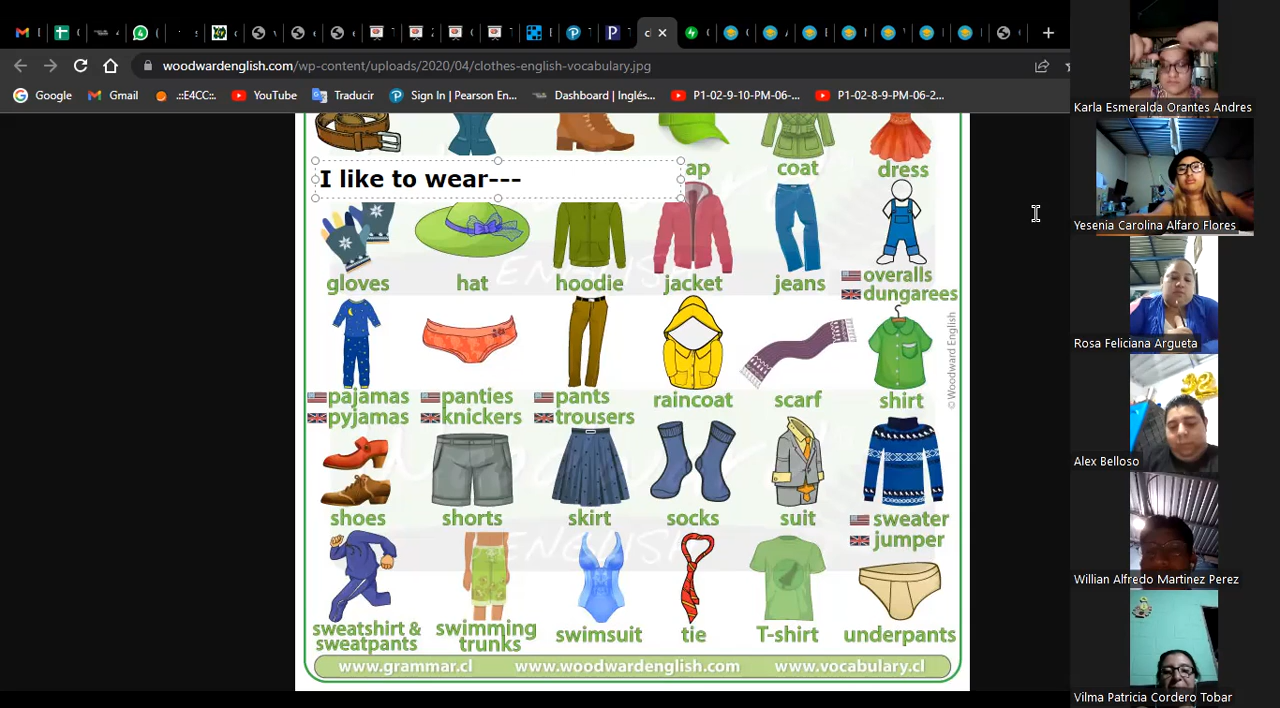 woodwardenglish.com/wp-content/uploads/2020/04/clothes-english-vocabulary.jpg
Google Gmail .::E4CC::. YouTube Traducir Sign In | Pearson En... Dashboard | Inglés... P1-02-9-10-PM-06-... P1-02-8-9-PM-06-2...
ap coat dress
I like to wear---
gloves hat hoodie jacket jeans overalls
dungarees
pajamas panties pants raincoat scarf shirt
pyjamas knickers trousers
© Woodward English
shoes shorts skirt socks suit sweater
jumper
ENGLISH
sweatshirt & swimming swimsuit tie T-shirt underpants
sweatpants trunks
www.grammar.cl www.woodwardenglish.com www.vocabulary.cl
Karla Esmeralda Orantes Andres
Yesenia Carolina Alfaro Flores
Rosa Feliciana Argueta
Alex Belloso
Willian Alfredo Martinez Perez
Vilma Patricia Cordero Tobar